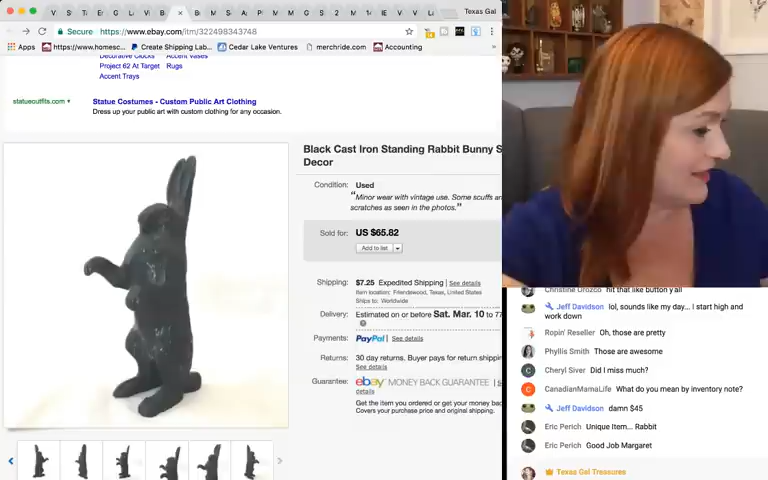 Texas Gal
Secure
https://www.ebay.com/itm/322498343748
Apps
https://www.homesc...
Create Shipping Lab...
Cedar Lake Ventures
merchride.com
Accounting
Decorative Clocks
Accent Vases
Project 62 At Target
Rugs
Accent Trays
statueoutfits.com
Statue Costumes - Custom Public Art Clothing
Dress up your public art with custom clothing for any occasion.
Black Cast Iron Standing Rabbit Bunny S
Decor
Condition: Used
"Minor wear with vintage use. Some scuffs an
scratches as seen in the photos."
Sold for: US $65.82
Add to list
Shipping: $7.25 Expedited Shipping | See details
Item location: Friendswood, Texas, United States
Ships to: Worldwide
Delivery: Estimated on or before Sat. Mar. 10 to 77
Payments: PayPal | See details
Returns: 30 day returns. Buyer pays for return shippin
See details
Guarantee: ebay MONEY BACK GUARANTEE |
details
Get the item you ordered or get your money bac
Covers your purchase price and original shipping.
Christine Orozco hit that like button y'all
Jeff Davidson lol, sounds like my day... I start high and
work down
Ropin' Reseller Oh, those are pretty
Phyllis Smith Those are awesome
Cheryl Siver Did I miss much?
CanadianMamaLife What do you mean by inventory note?
Jeff Davidson damn $45
Eric Perich Unique Item... Rabbit
Eric Perich Good Job Margaret
Texas Gal Treasures